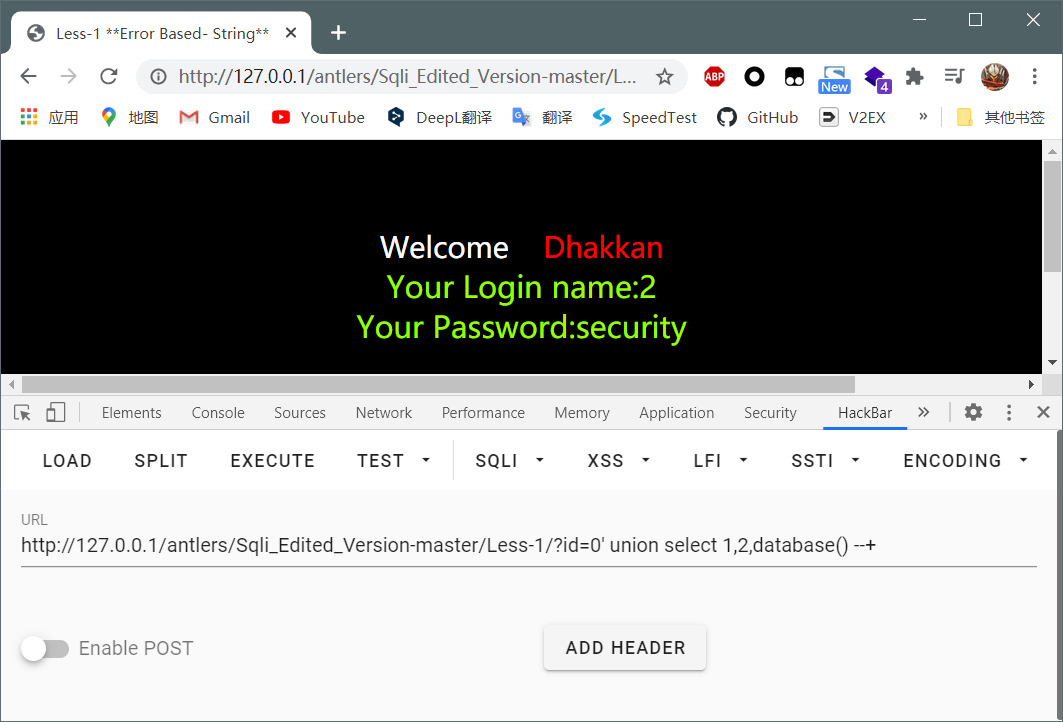 Less-1 **Error Based- String**
http://127.0.0.1/antlers/Sqli_Edited_Version-master/L... ABP New 4
应用 地图 Gmail YouTube DeepL翻译 翻译 SpeedTest GitHub V2EX » 其他书签
Welcome Dhakkan
Your Login name:2
Your Password:security
Elements Console Sources Network Performance Memory Application Security HackBar »
LOAD SPLIT EXECUTE TEST SQLI XSS LFI SSTI ENCODING
URL
http://127.0.0.1/antlers/Sqli_Edited_Version-master/Less-1/?id=0' union select 1,2,database() --+
Enable POST ADD HEADER